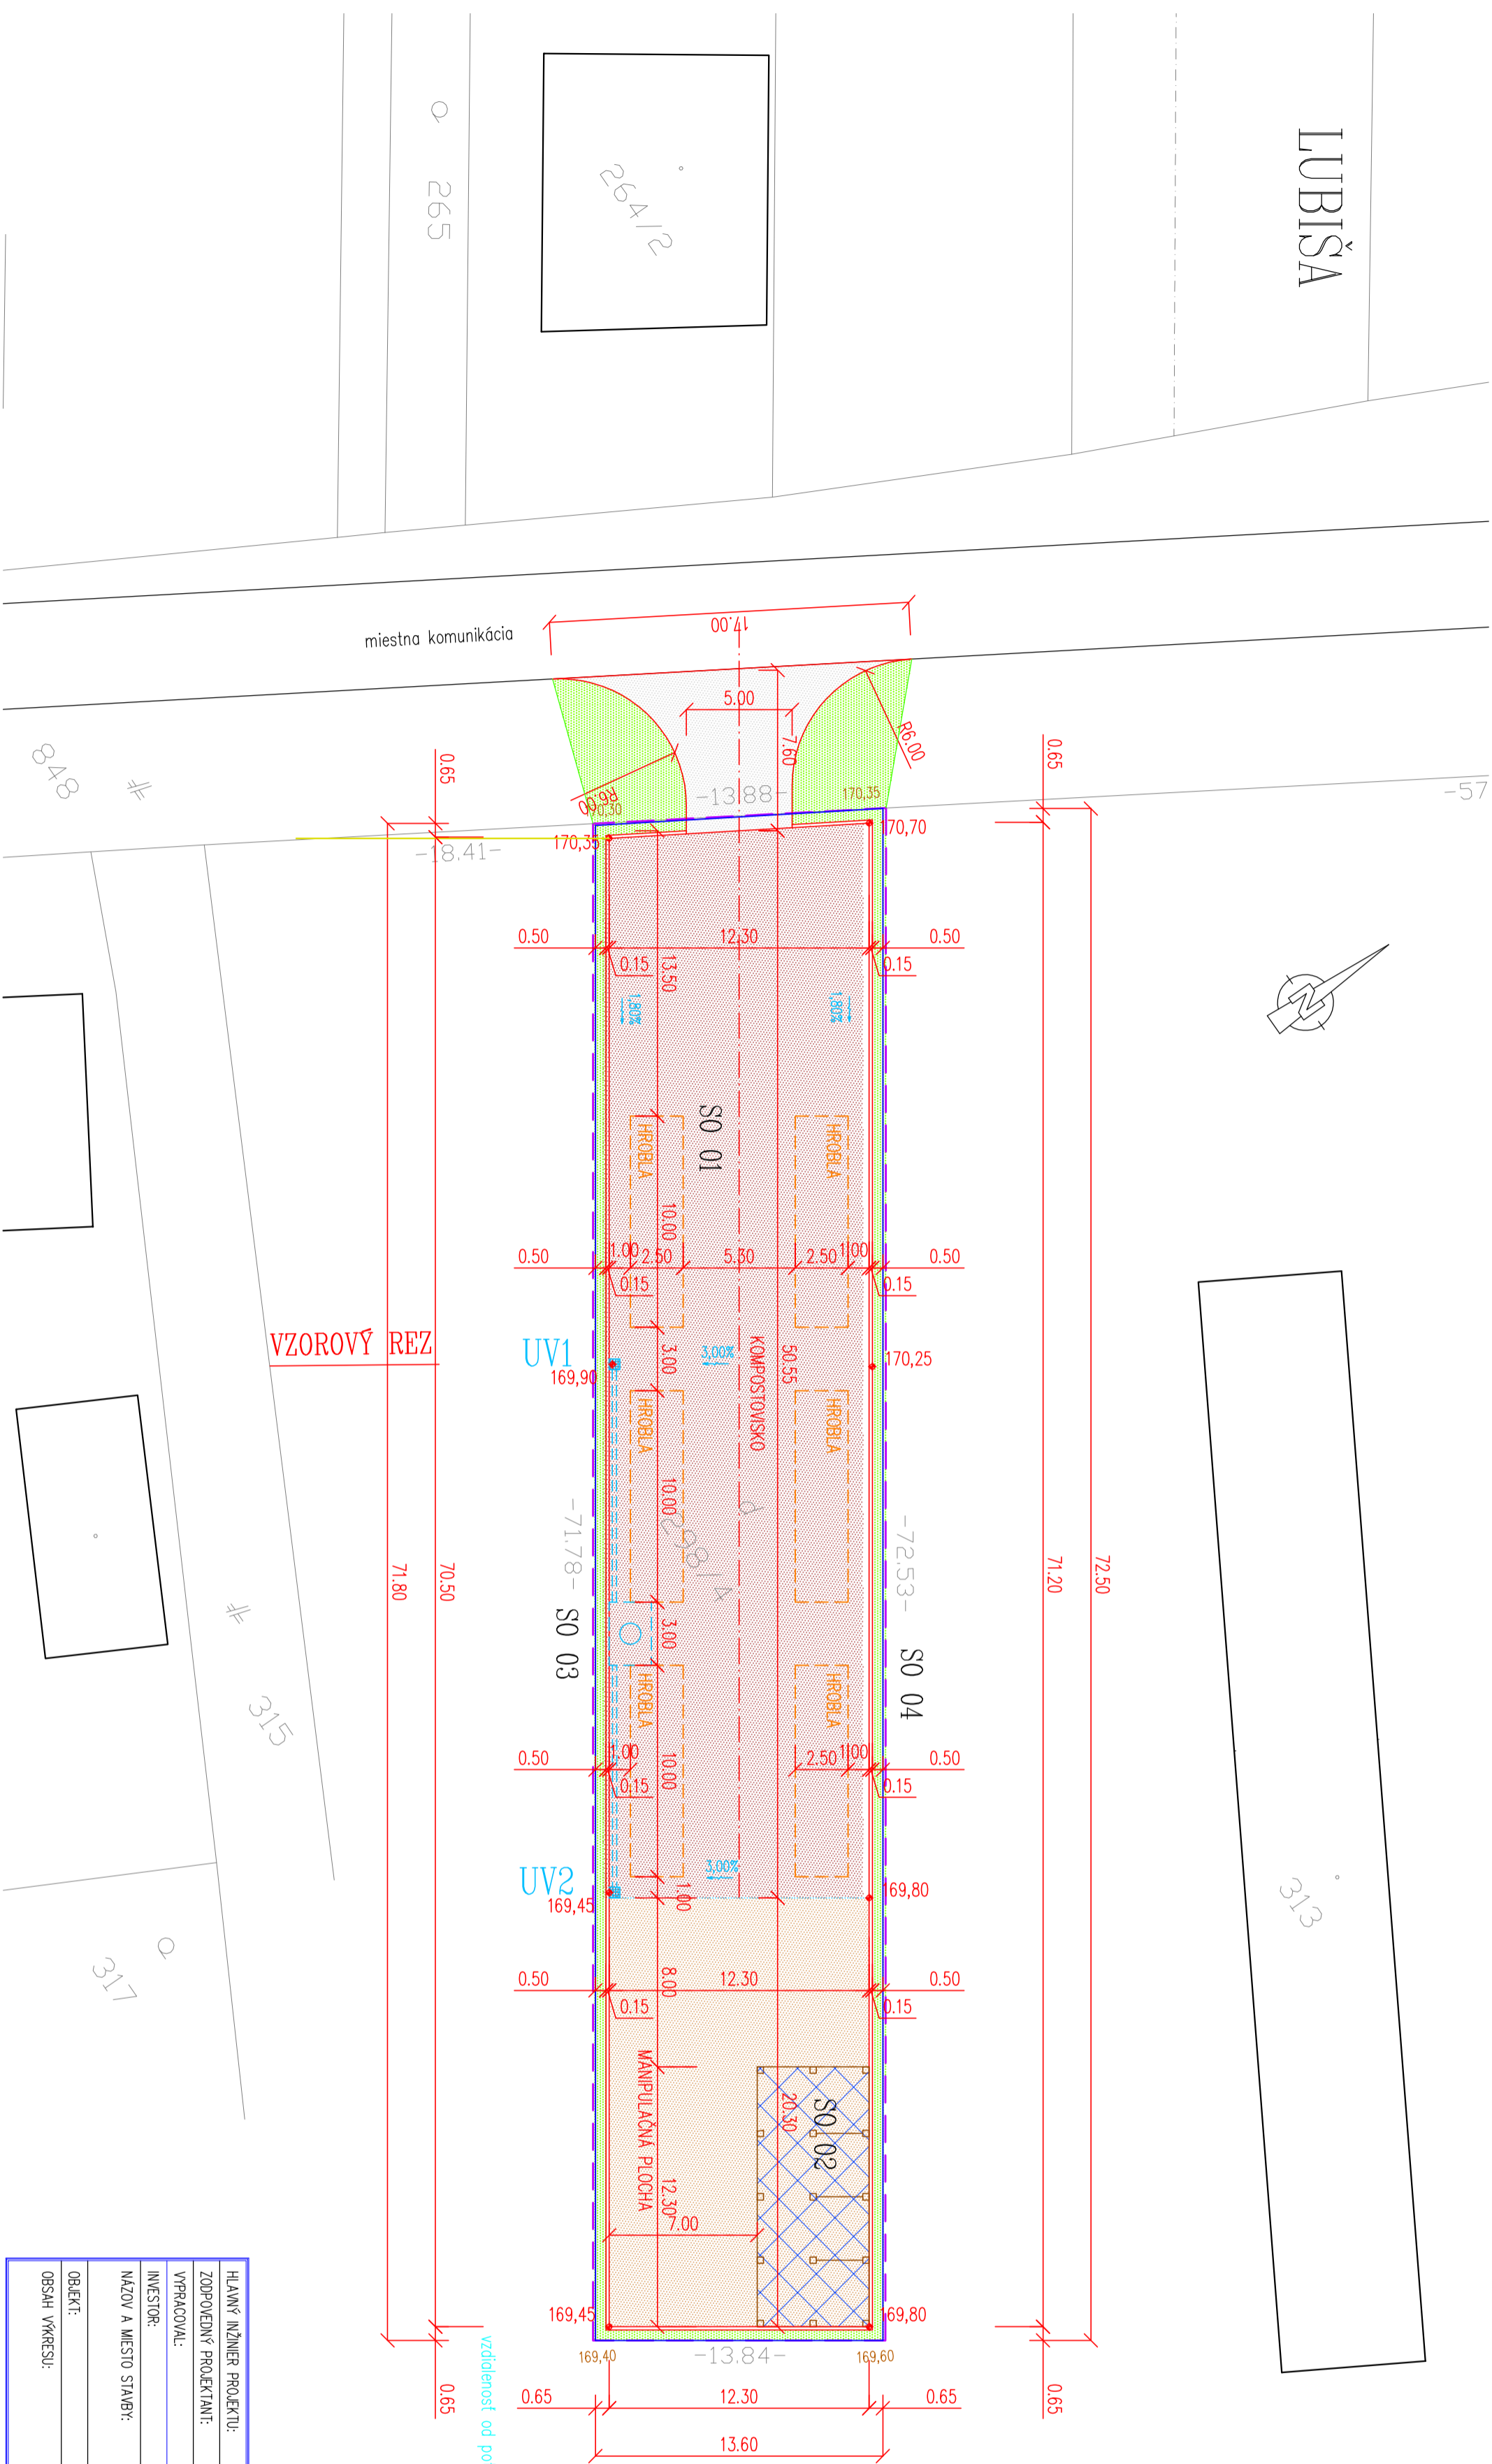 LUBIŠA
265
264/2
miestna komunikácia
17.00
5.00
7.60
R6.00
R6.00
848
0.65
0.65
-13.88-
170,35
170,30
-57
170,35
170,70
-18.41-
0.50
12.30
0.50
0.15
13.50
0.15
1,80%
1,80%
N
SO 01
HROBLA
HROBLA
10.00
0.50
1.00
2.50
5.30
2.50
1.00
0.50
0.15
0.15
VZOROVÝ REZ
UV1
169,90
3.00
3,00%
KOMPOSTOVISKO
50.55
170,25
HROBLA
HROBLA
10.00
298/4
d
-71.78-
-72.53-
71.80
70.50
71.20
72.50
SO 03
3.00
SO 04
315
HROBLA
HROBLA
0.50
1.00
10.00
2.50
1.00
0.50
0.15
0.15
UV2
169,45
3,00%
1.00
169,80
313
317
0.50
8.00
12.30
0.50
0.15
0.15
MANIPULAČNÁ PLOCHA
20.30
SO 02
12.30
7.00
169,45
169,80
169,40
-13.84-
169,60
vzdialenosť od po
0.65
0.65
0.65
12.30
0.65
13.60
HLAVNÝ INŽINIER PROJEKTU:
ZODPOVEDNÝ PROJEKTANT:
VYPRACOVAL:
INVESTOR:
NÁZOV A MIESTO STAVBY:
OBJEKT:
OBSAH VÝKRESU: